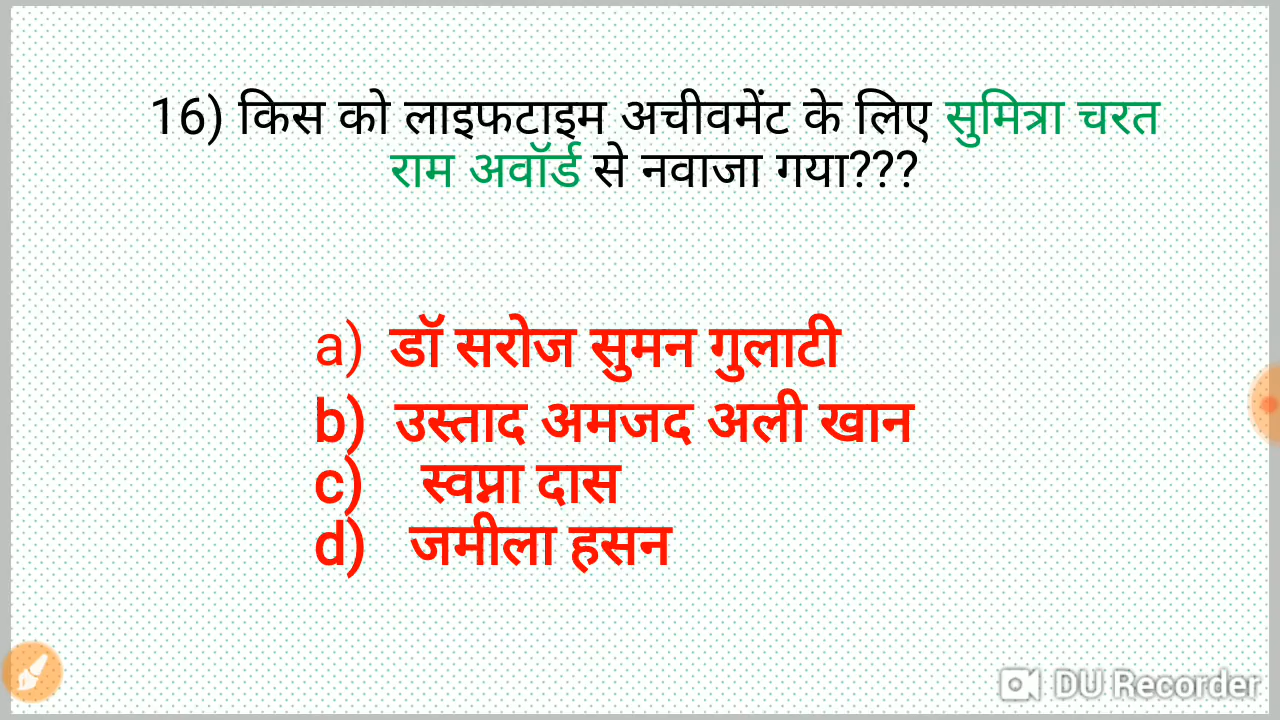 16) किस को लाइफटाइम अचीवमेंट के लिए सुमित्रा चरत
राम अवॉर्ड से नवाजा गया???
a) डॉ सरोज सुमन गुलाटी
b) उस्ताद अमजद अली खान
c) स्वप्ना दास
d) जमीला हसन
DU Recorder